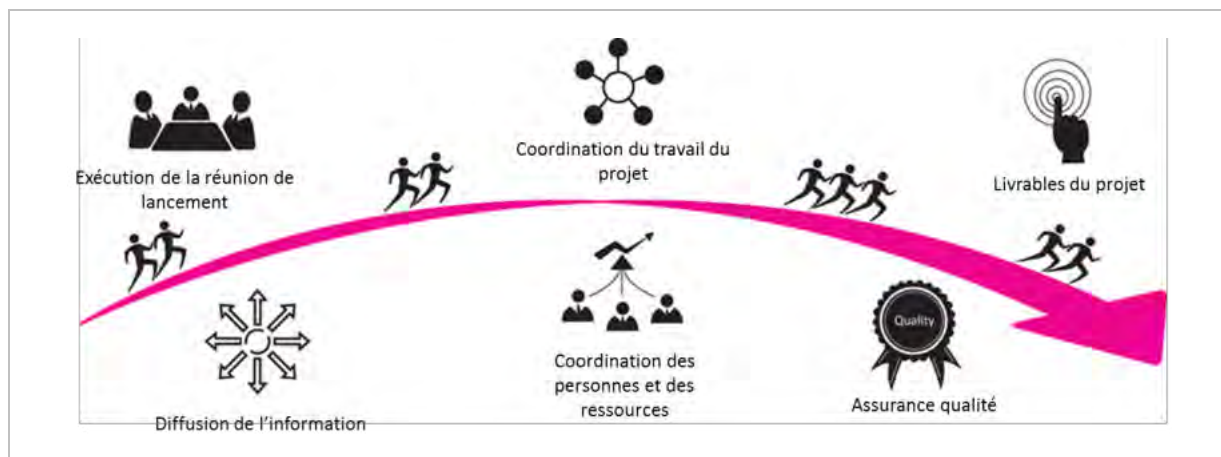 Exécution de la réunion de
lancement
Coordination du travail du
projet
Livrables du projet
Diffusion de l'information
Coordination des
personnes et des
ressources
Quality
Assurance qualité